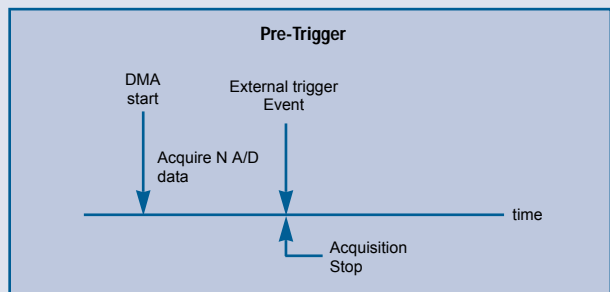 Pre-Trigger
DMA
start
External trigger
Event
Acquire N A/D
data
time
Acquisition
Stop